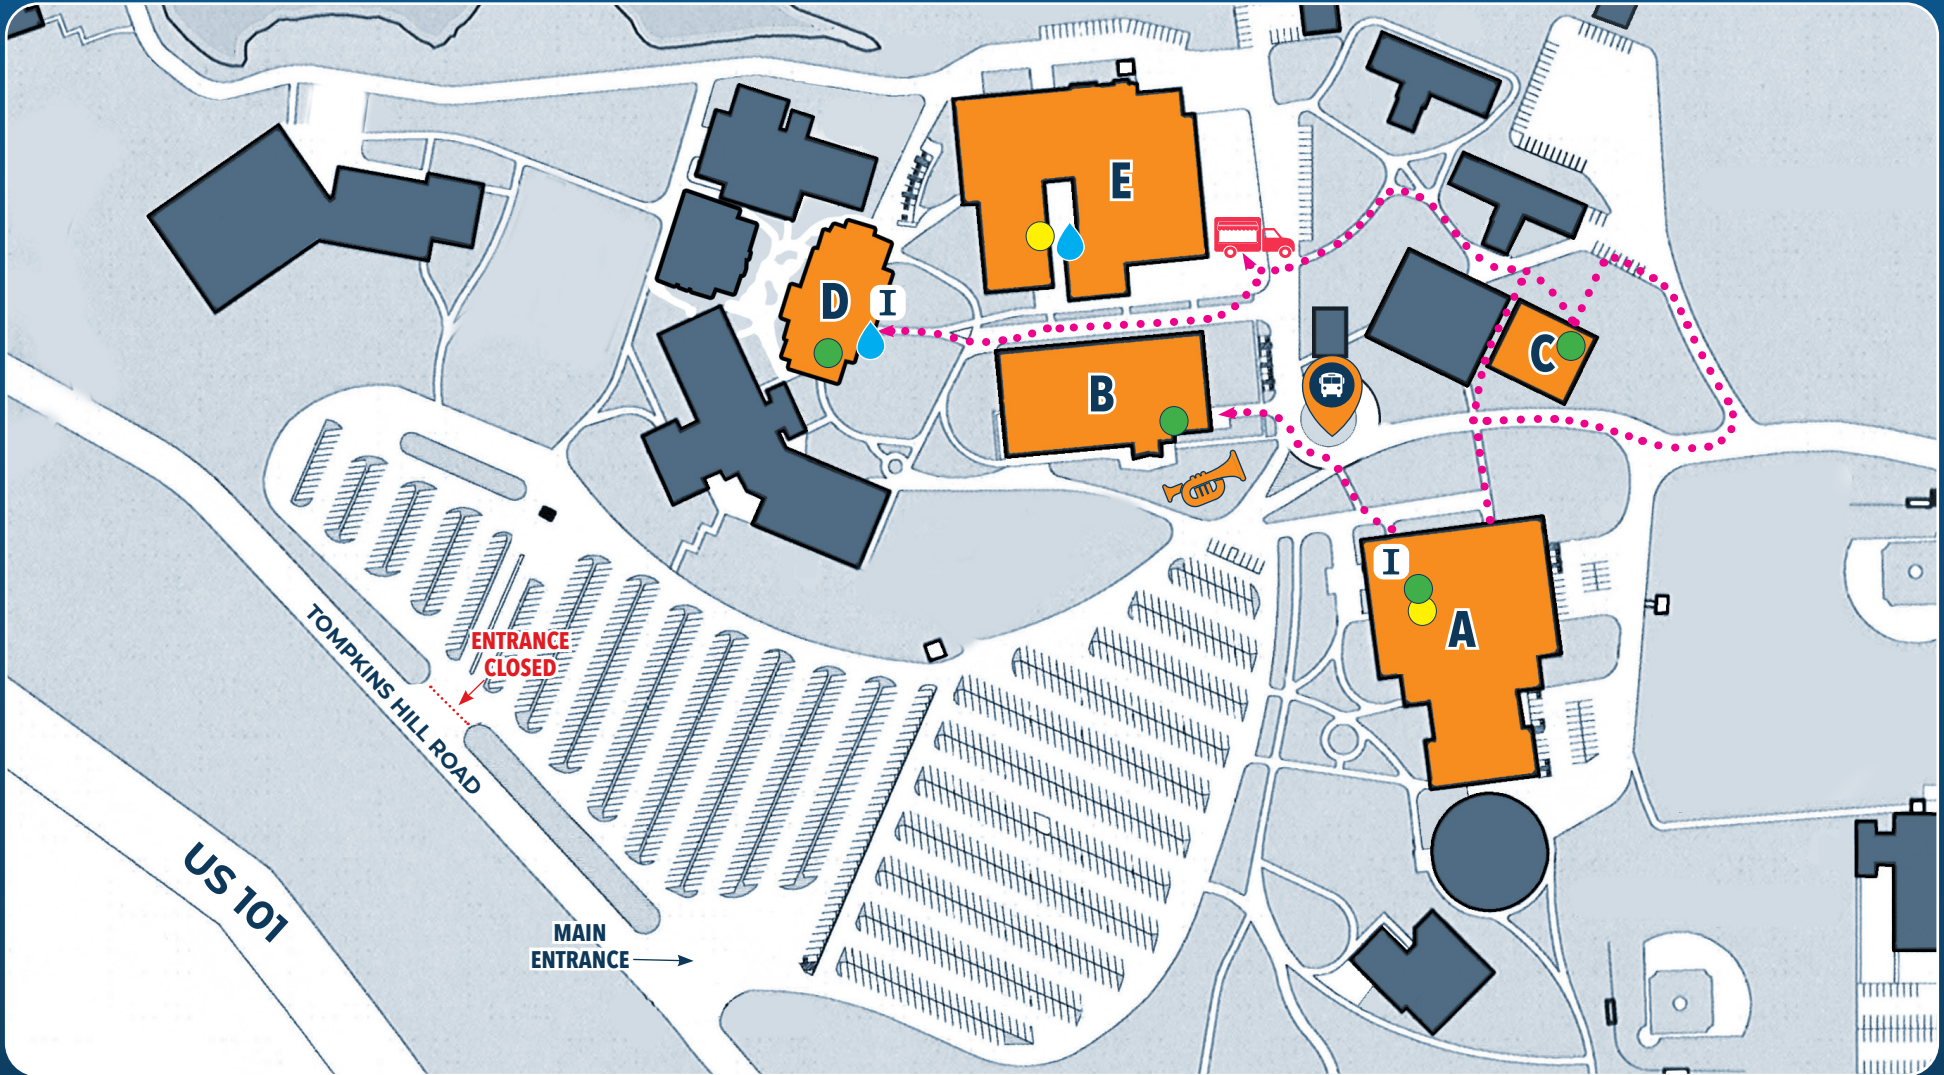 E
D
I
C
B
I
A
ENTRANCE
CLOSED
TOMPKINS HILL ROAD
US 101
MAIN
ENTRANCE